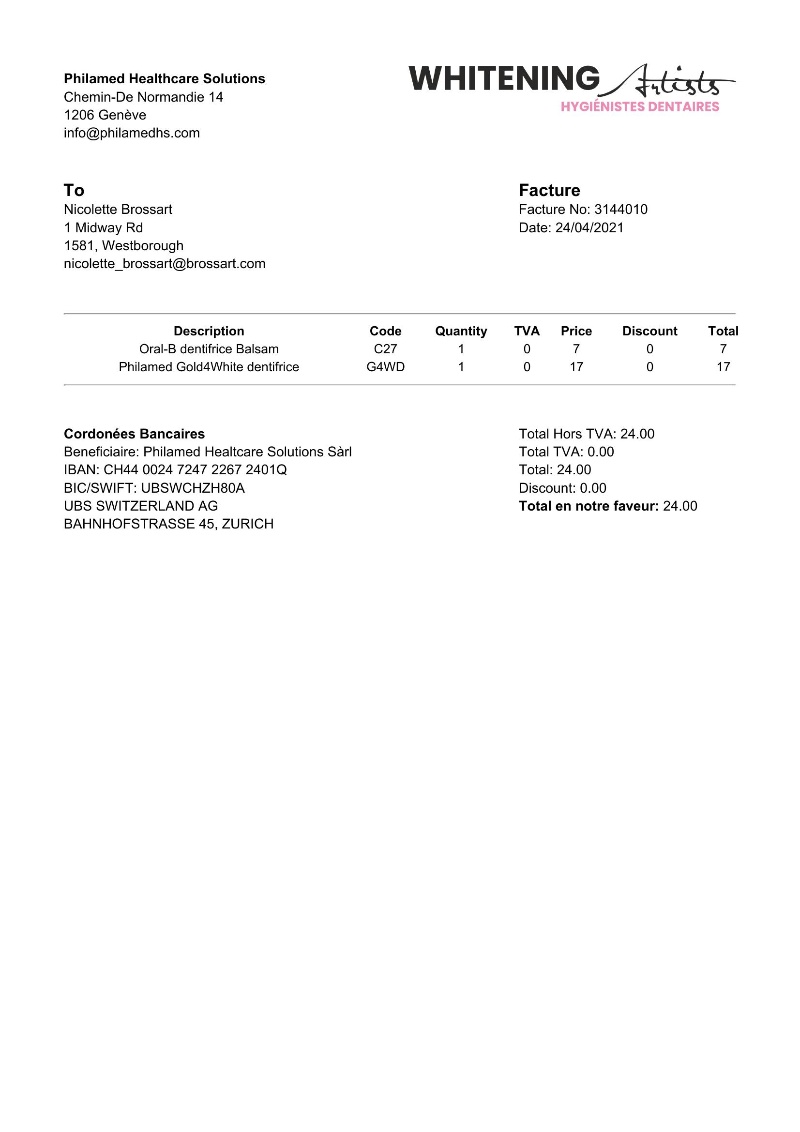 Philamed Healthcare Solutions
Chemin-De Normandie 14
1206 Genève
info@philamedhs.com
WHITENING Artists
HYGIÉNISTES DENTAIRES
To
Nicolette Brossart
1 Midway Rd
1581, Westborough
nicolette_brossart@brossart.com
Facture
Facture No: 3144010
Date: 24/04/2021
Description Code Quantity TVA Price Discount Total
Oral-B dentifrice Balsam C27 1 0 7 0 7
Philamed Gold4White dentifrice G4WD 1 0 17 0 17
Cordonées Bancaires
Beneficiaire: Philamed Healtcare Solutions Sàrl
IBAN: CH44 0024 7247 2267 2401Q
BIC/SWIFT: UBSWCHZH80A
UBS SWITZERLAND AG
BAHNHOFSTRASSE 45, ZURICH
Total Hors TVA: 24.00
Total TVA: 0.00
Total: 24.00
Discount: 0.00
Total en notre faveur: 24.00